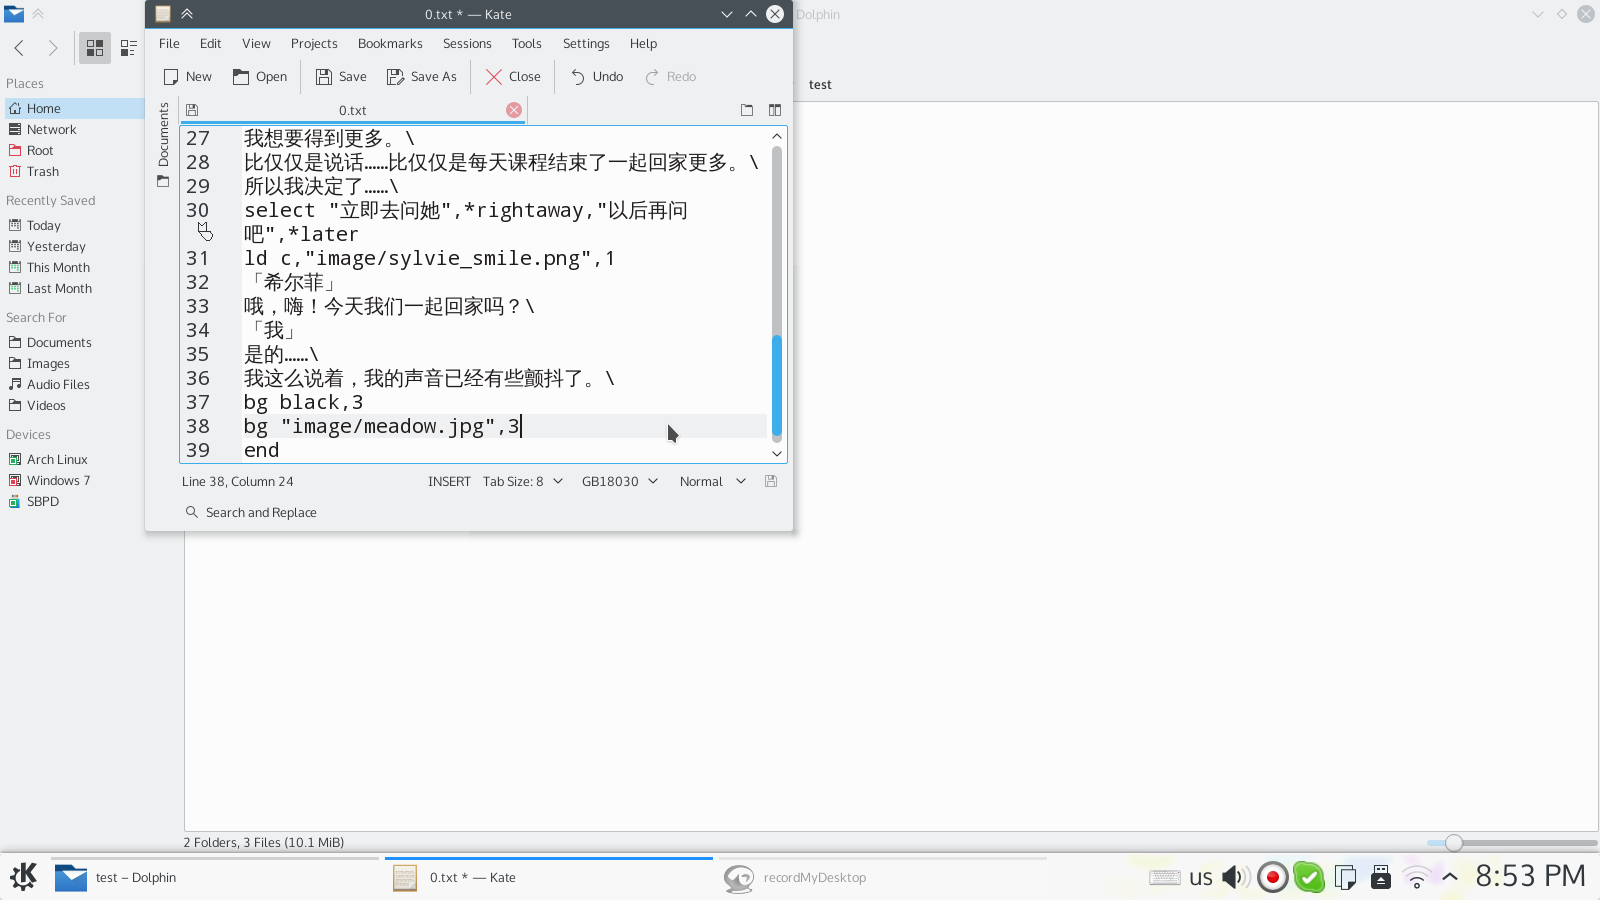 0.txt * — Kate
Dolphin
File Edit View Projects Bookmarks Sessions Tools Settings Help
New Open Save Save As Close Undo Redo
test
Places
Home
Network
Root
Trash
Recently Saved
Today
Yesterday
This Month
Last Month
Search For
Documents
Images
Audio Files
Videos
Devices
Arch Linux
Windows 7
SBPD
Documents
0.txt
27 我想要得到更多。\
28 比仅仅是说话……比仅仅是每天课程结束了一起回家更多。\
29 所以我决定了……\
30 select "立即去问她",*rightaway,"以后再问
吧",*later
31 ld c,"image/sylvie_smile.png",1
32 「希尔菲」
33 哦，嗨！今天我们一起回家吗？\
34 「我」
35 是的……\
36 我这么说着，我的声音已经有些颤抖了。\
37 bg black,3
38 bg "image/meadow.jpg",3
39 end
Line 38, Column 24 INSERT Tab Size: 8 GB18030 Normal
Search and Replace
2 Folders, 3 Files (10.1 MiB)
test – Dolphin 0.txt * — Kate recordMyDesktop us 8:53 PM